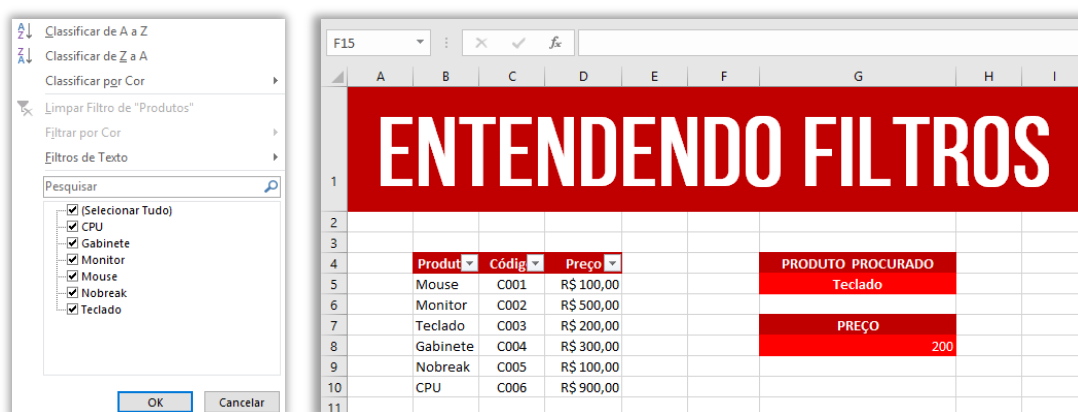 Classificar de A a Z
Classificar de Z a A
Classificar por Cor
Limpar Filtro de "Produtos"
Filtrar por Cor
Filtros de Texto
Pesquisar
(Selecionar Tudo)
CPU
Gabinete
Monitor
Mouse
Nobreak
Teclado
OK Cancelar
F15 fx
A B C D E F G H I
1 ENTENDENDO FILTROS
2
3
4 Produt Códig Preço PRODUTO PROCURADO
5 Mouse C001 R$ 100,00 Teclado
6 Monitor C002 R$ 500,00
7 Teclado C003 R$ 200,00 PREÇO
8 Gabinete C004 R$ 300,00 200
9 Nobreak C005 R$ 100,00
10 CPU C006 R$ 900,00
11